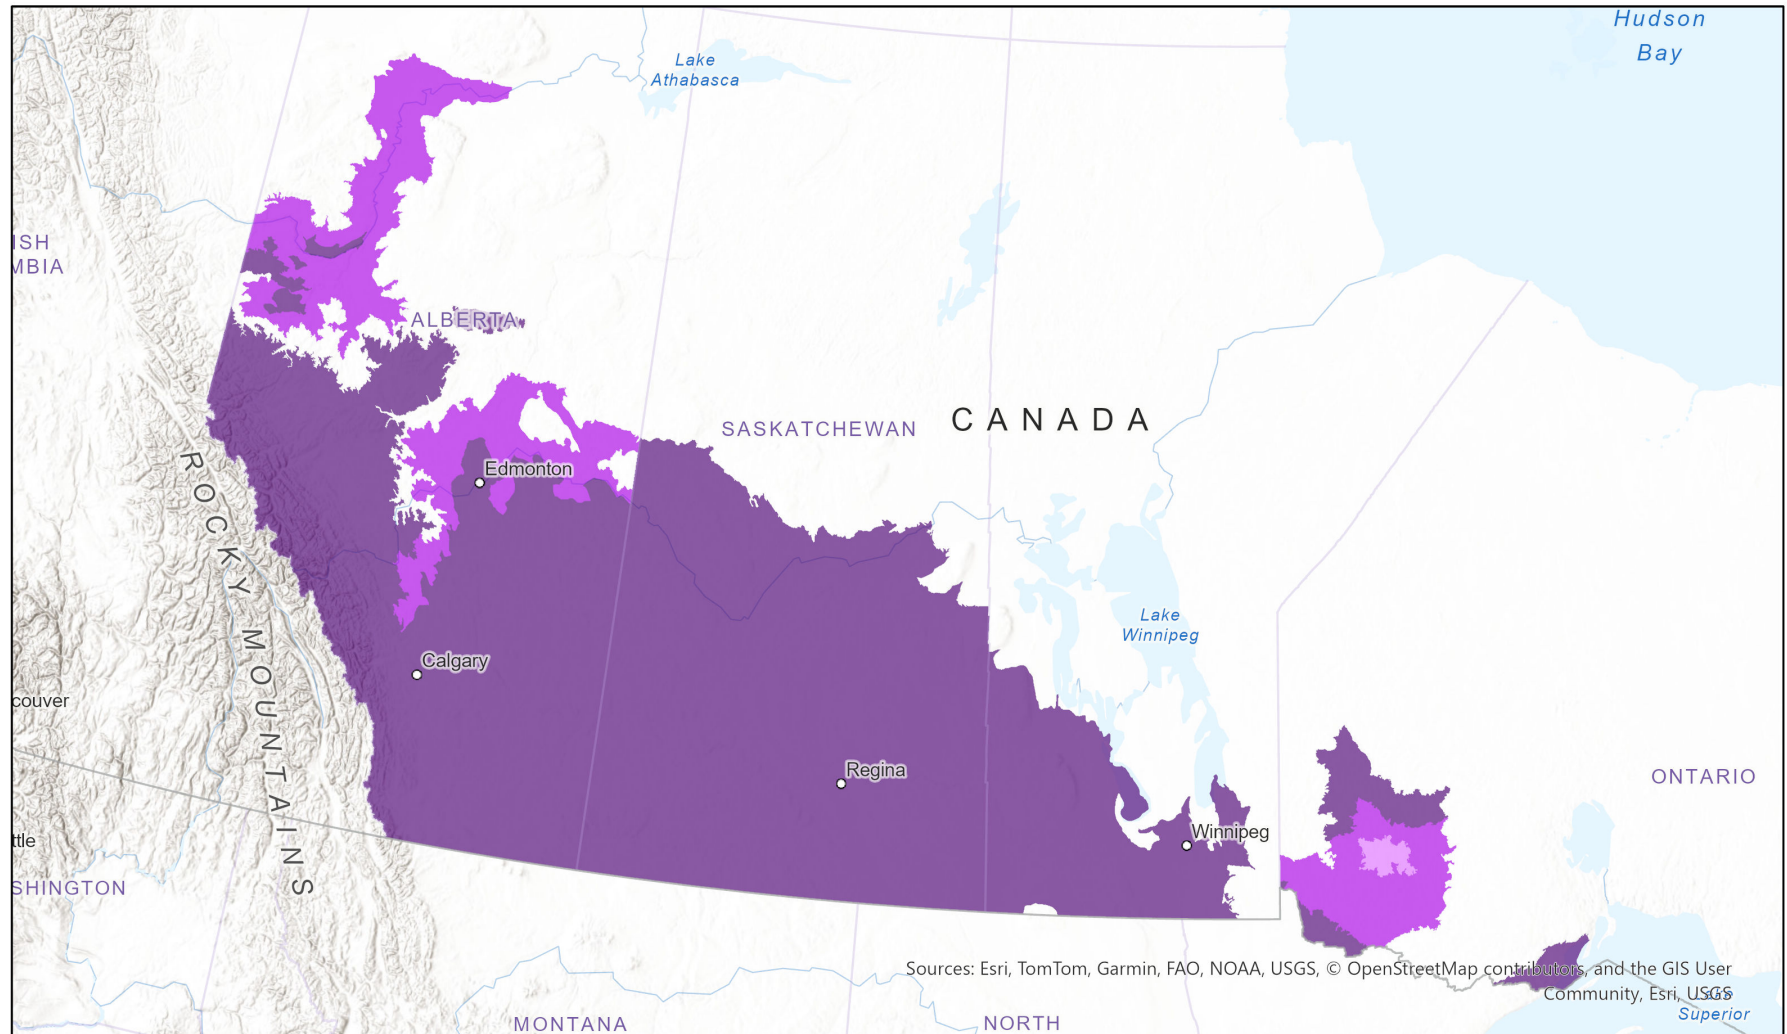 Hudson
Bay
Lake
Athabasca
ISH
MBIA
ALBERTA
CANADA
SASKATCHEWAN
Edmonton
ROCKY MOUNTAINS
Lake
Winnipeg
Calgary
couver
Regina
ONTARIO
Winnipeg
ttle
SHINGTON
Sources: Esri, TomTom, Garmin, FAO, NOAA, USGS, © OpenStreetMap contributors, and the GIS User
Community, Esri, USGS
Lake
Superior
MONTANA
NORTH